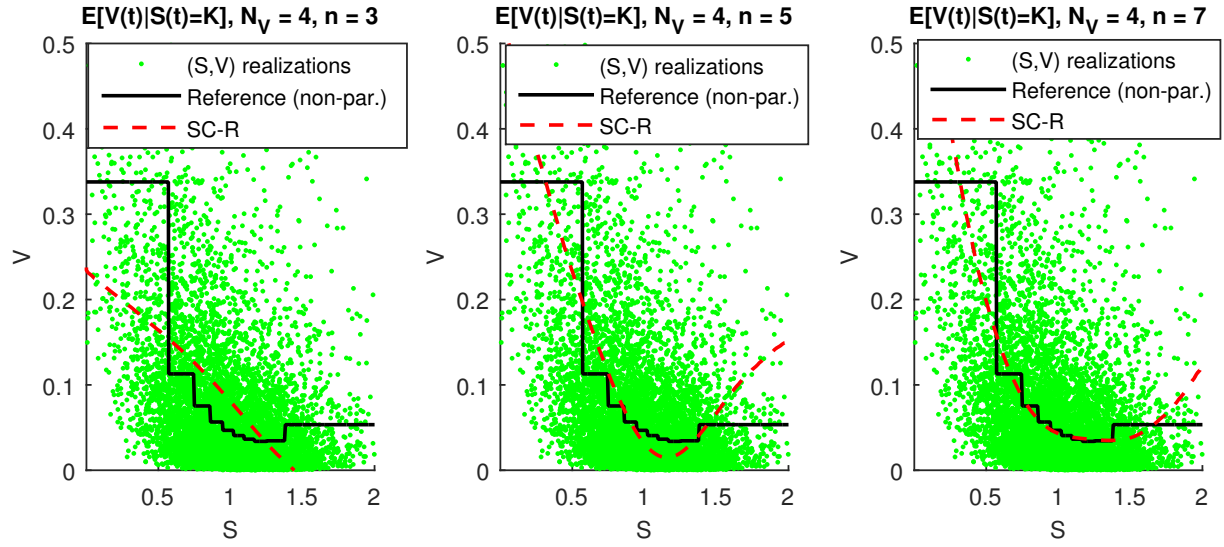 E[V(t)|S(t)=K], N_V = 4, n = 3
(S,V) realizations
Reference (non-par.)
SC-R
0.5
0.4
0.3
0.2
0.1
0
V
0.5
1
1.5
2
S
E[V(t)|S(t)=K], N_V = 4, n = 5
(S,V) realizations
Reference (non-par.)
SC-R
0.5
0.4
0.3
0.2
0.1
0
V
0.5
1
1.5
2
S
E[V(t)|S(t)=K], N_V = 4, n = 7
(S,V) realizations
Reference (non-par.)
SC-R
0.5
0.4
0.3
0.2
0.1
0
V
0.5
1
1.5
2
S